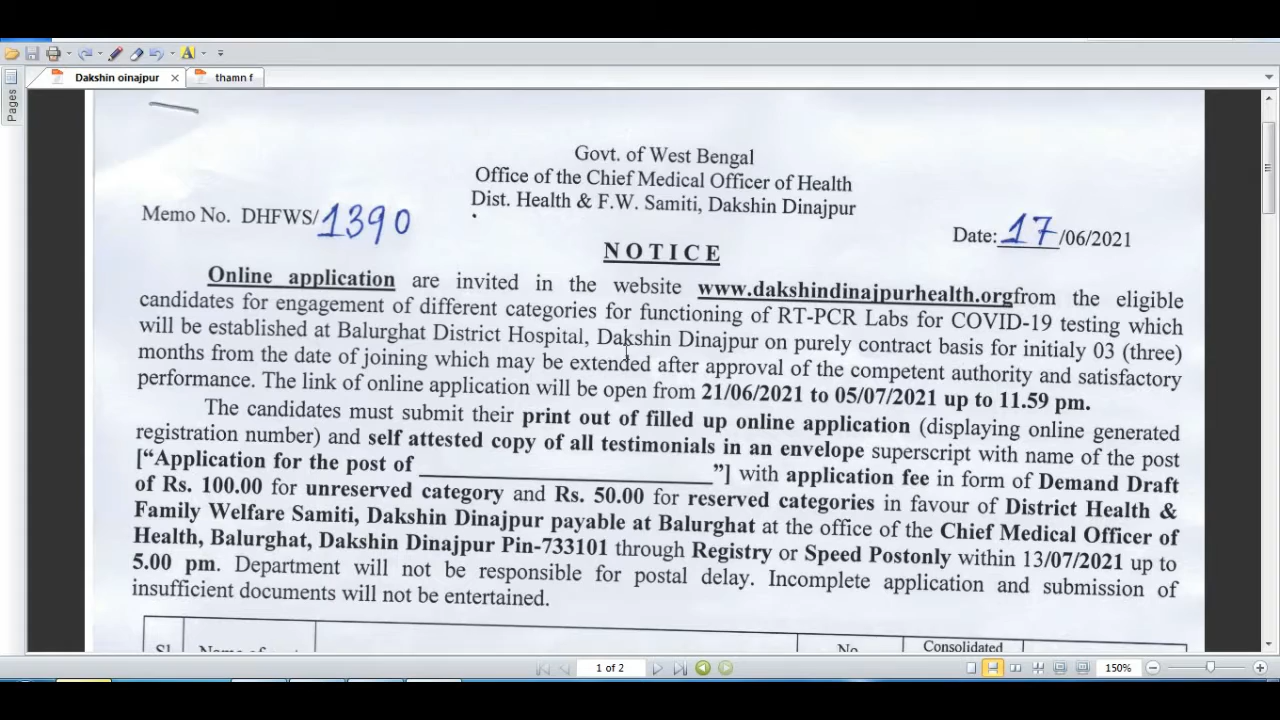 Dakshin oinajpur
thamn f
Pages
Govt. of West Bengal
Office of the Chief Medical Officer of Health
Dist. Health & F.W. Samiti, Dakshin Dinajpur
Memo No. DHFWS/1390
Date: 17/06/2021
NOTICE
Online application are invited in the website www.dakshindinajpurhealth.orgfrom the eligible
candidates for engagement of different categories for functioning of RT-PCR Labs for COVID-19 testing which
will be established at Balurghat District Hospital, Dakshin Dinajpur on purely contract basis for initialy 03 (three)
months from the date of joining which may be extended after approval of the competent authority and satisfactory
performance. The link of online application will be open from 21/06/2021 to 05/07/2021 up to 11.59 pm.
The candidates must submit their print out of filled up online application (displaying online generated
registration number) and self attested copy of all testimonials in an envelope superscript with name of the post
[“Application for the post of ____________________________”] with application fee in form of Demand Draft
of Rs. 100.00 for unreserved category and Rs. 50.00 for reserved categories in favour of District Health &
Family Welfare Samiti, Dakshin Dinajpur payable at Balurghat at the office of the Chief Medical Officer of
Health, Balurghat, Dakshin Dinajpur Pin-733101 through Registry or Speed Postonly within 13/07/2021 up to
5.00 pm. Department will not be responsible for postal delay. Incomplete application and submission of
insufficient documents will not be entertained.
Sl Name of No Consolidated
1 of 2
150%